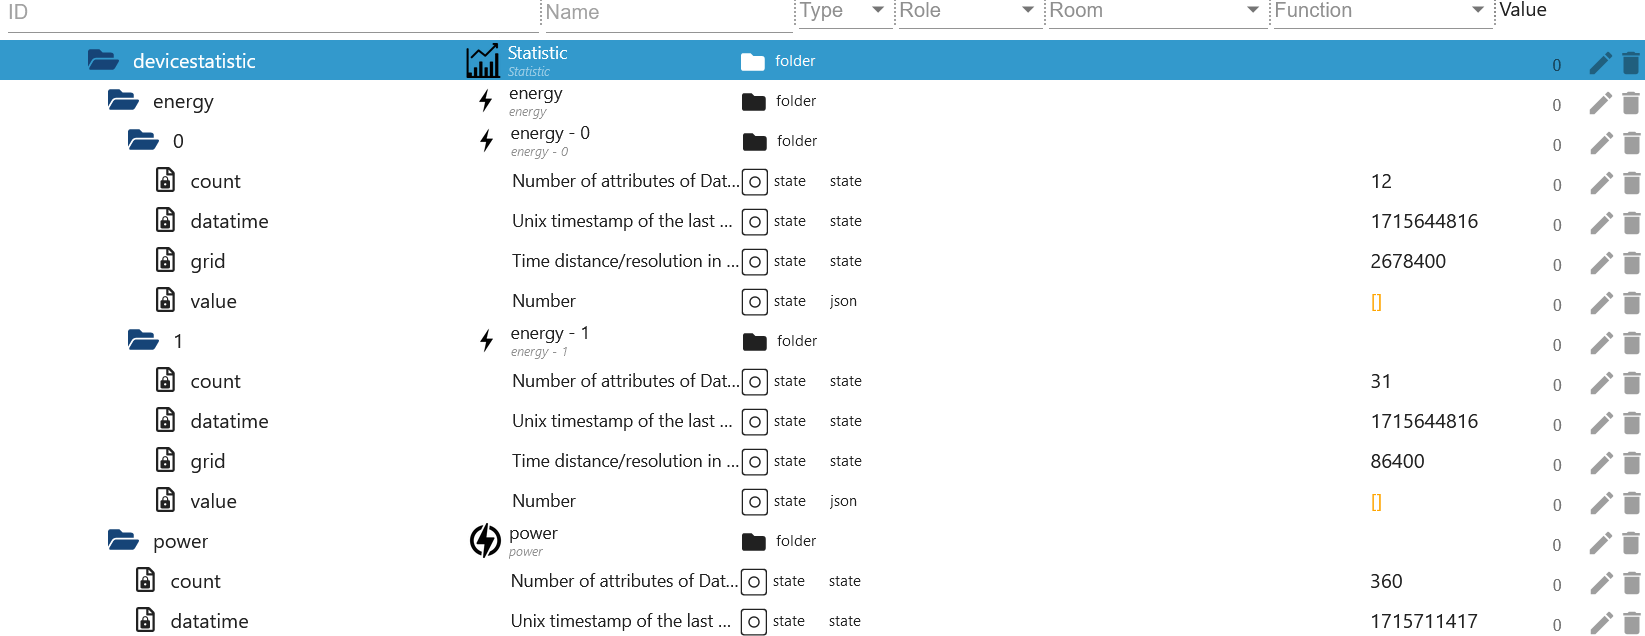 ID Name Type Role Room Function Value
devicestatistic Statistic folder 0
Statistic
energy energy folder 0
energy
0 energy - 0 folder 0
energy - 0
count Number of attributes of Dat... state state 12 0
datatime Unix timestamp of the last ... state state 1715644816 0
grid Time distance/resolution in ... state state 2678400 0
value Number state json [] 0
1 energy - 1 folder 0
energy - 1
count Number of attributes of Dat... state state 31 0
datatime Unix timestamp of the last ... state state 1715644816 0
grid Time distance/resolution in ... state state 86400 0
value Number state json [] 0
power power folder 0
power
count Number of attributes of Dat... state state 360 0
datatime Unix timestamp of the last ... state state 1715711417 0